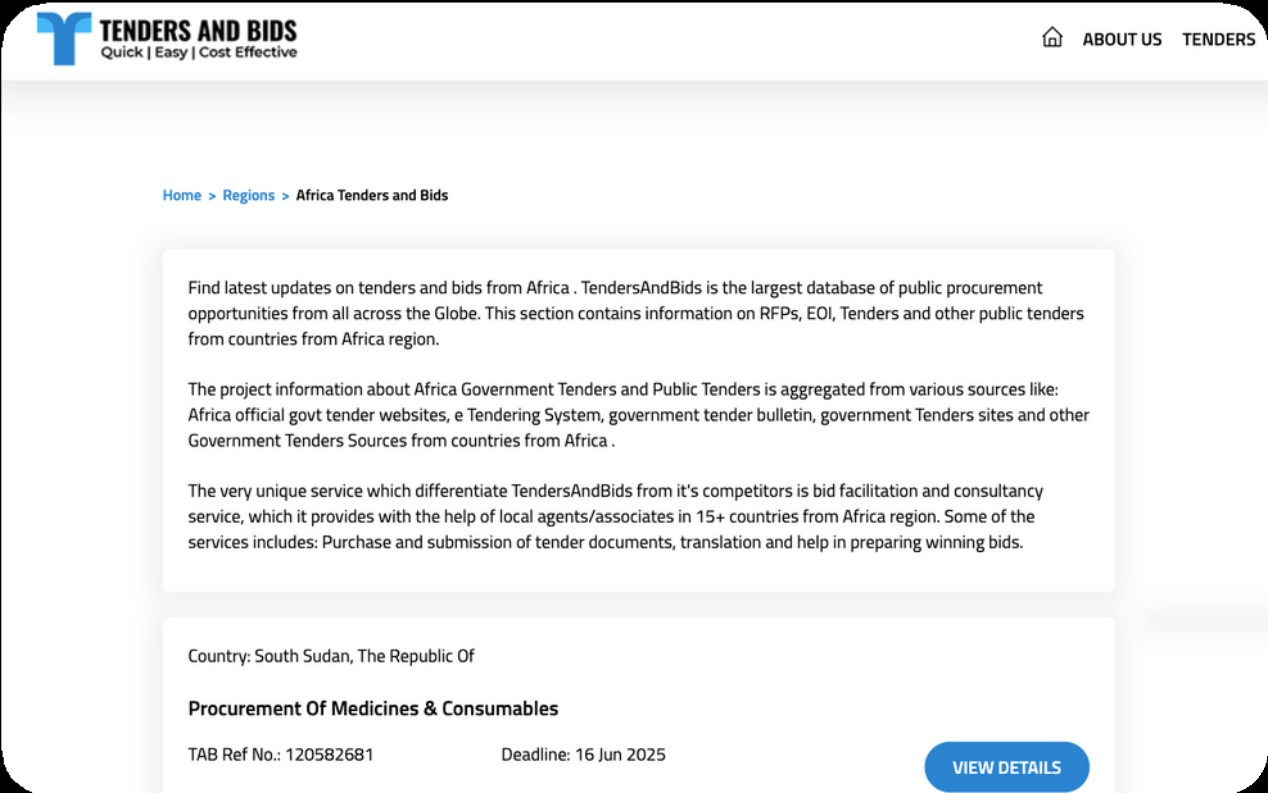 TENDERS AND BIDS
Quick | Easy | Cost Effective
ABOUT US
TENDERS
Home > Regions > Africa Tenders and Bids
Find latest updates on tenders and bids from Africa . TendersAndBids is the largest database of public procurement
opportunities from all across the Globe. This section contains information on RFPs, EOI, Tenders and other public tenders
from countries from Africa region.
The project information about Africa Government Tenders and Public Tenders is aggregated from various sources like:
Africa official govt tender websites, e Tendering System, government tender bulletin, government Tenders sites and other
Government Tenders Sources from countries from Africa .
The very unique service which differentiate TendersAndBids from it's competitors is bid facilitation and consultancy
service, which it provides with the help of local agents/associates in 15+ countries from Africa region. Some of the
services includes: Purchase and submission of tender documents, translation and help in preparing winning bids.
Country: South Sudan, The Republic Of
Procurement Of Medicines & Consumables
TAB Ref No.: 120582681
Deadline: 16 Jun 2025
VIEW DETAILS